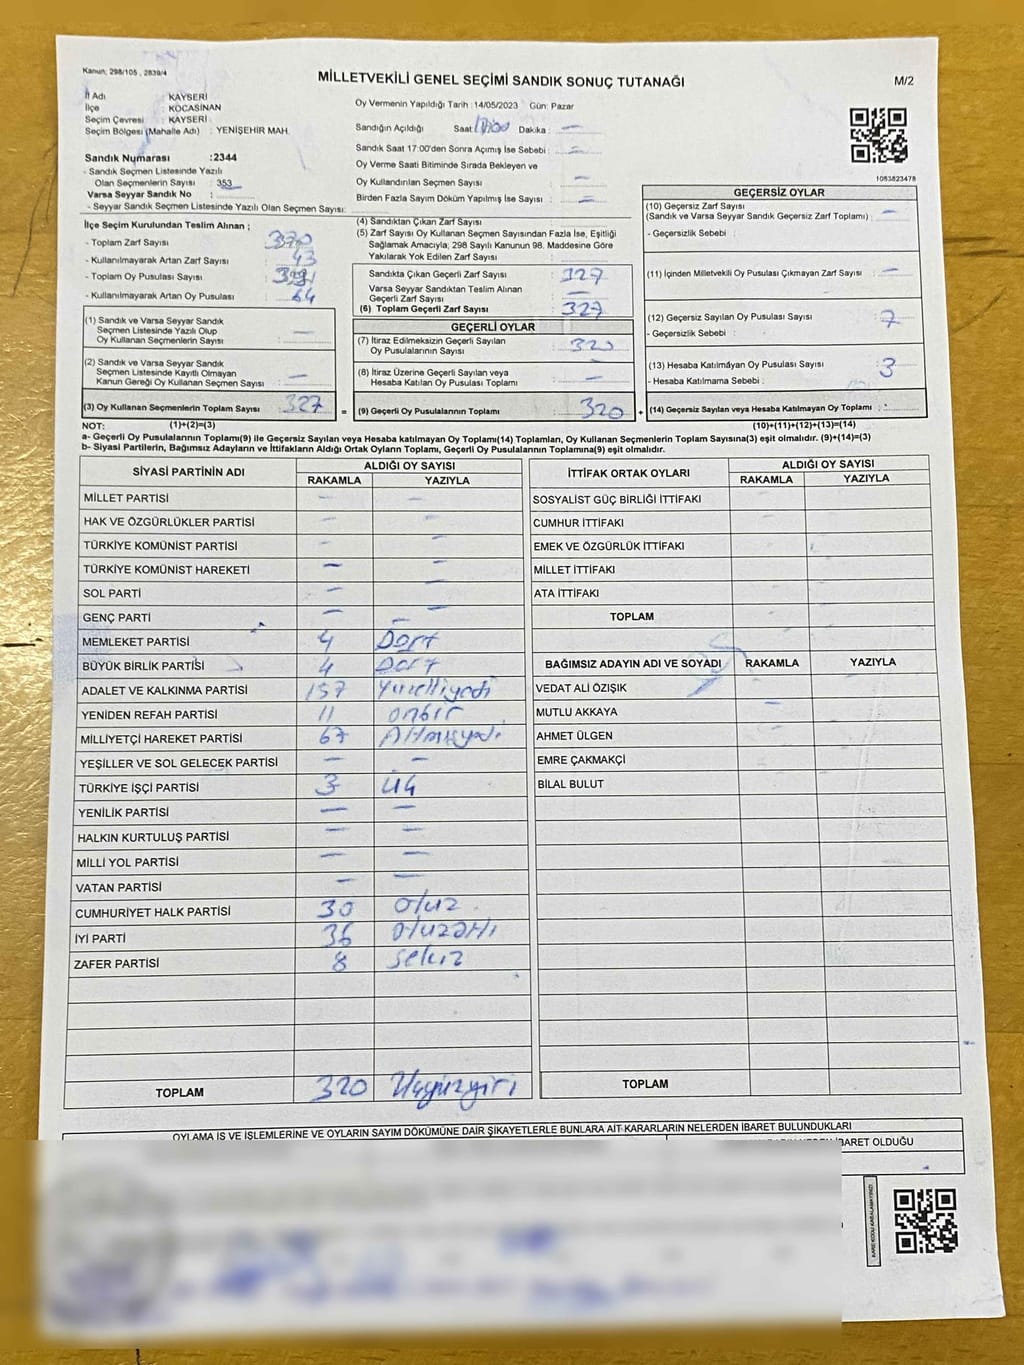 Kanun; 298/105 , 2839/4
MİLLETVEKİLİ GENEL SEÇİMİ SANDIK SONUÇ TUTANAĞI
M/2
İl Adı KAYSERİ
İlçe : KOCASİNAN
Seçim Çevresi : KAYSERİ
Seçim Bölgesi (Mahalle Adı) : YENİŞEHİR MAH.
Sandık Numarası :2344
- Sandık Seçmen Listesinde Yazılı
Olan Seçmenlerin Sayısı : 353
Varsa Seyyar Sandık No :
- Seyyar Sandık Seçmen Listesinde Yazılı Olan Seçmen Sayısı:
Oy Vermenin Yapıldığı Tarih :14/05/2023 Gün: Pazar
Sandığın Açıldığı Saat Dakika : —
Sandık Saat 17:00'den Sonra Açımış İse Sebebi : —
Oy Verme Saati Bitiminde Sırada Bekleyen ve
Oy Kullandırılan Seçmen Sayısı —
Birden Fazla Sayım Döküm Yapılmış İse Sayısı —
1053823478
İlçe Seçim Kurulundan Teslim Alınan ;
- Toplam Zarf Sayısı : 370
- Kullanılmayarak Artan Zarf Sayısı : 43
- Toplam Oy Pusulası Sayısı :
- Kullanılmayarak Artan Oy Pusulası : 64
(1) Sandık ve Varsa Seyyar Sandık
Seçmen Listesinde Yazılı Olup
Oy Kullanan Seçmenlerin Sayısı : —
(2) Sandık ve Varsa Seyyar Sandık
Seçmen Listesinde Kayıtlı Olmayan
Kanun Gereği Oy Kullanan Seçmen Sayısı : —
(3) Oy Kullanan Seçmenlerin Toplam Sayısı : 327 =
(4) Sandıktan Çıkan Zarf Sayısı
(5) Zarf Sayısı Oy Kullanan Seçmen Sayısından Fazla İse, Eşitliği
Sağlamak Amacıyla; 298 Sayılı Kanunun 98. Maddesine Göre
Yakılarak Yok Edilen Zarf Sayısı
Sandıkta Çıkan Geçerli Zarf Sayısı 327
Varsa Seyyar Sandıktan Teslim Alınan
Geçerli Zarf Sayısı —
(6) Toplam Geçerli Zarf Sayısı 327
GEÇERLİ OYLAR
(7) İtiraz Edilmeksizin Geçerli Sayılan
Oy Pusulalarının Sayısı : 320
(8) İtiraz Üzerine Geçerli Sayılan veya
Hesaba Katılan Oy Pusulası Toplamı : —
(9) Geçerli Oy Pusulalarının Toplamı : 320 +
GEÇERSİZ OYLAR
(10) Geçersiz Zarf Sayısı
(Sandık ve Varsa Seyyar Sandık Geçersiz Zarf Toplamı) : —
- Geçersizlik Sebebi :
(11) İçinden Milletvekili Oy Pusulası Çıkmayan Zarf Sayısı : —
(12) Geçersiz Sayılan Oy Pusulası Sayısı : 7
- Geçersizlik Sebebi :
(13) Hesaba Katılmayan Oy Pusulası Sayısı : 3
- Hesaba Katılmama Sebebi :
(14) Geçersiz Sayılan veya Hesaba Katılmayan Oy Toplamı :
NOT: (1)+(2)=(3) (10)+(11)+(12)+(13)=(14)
a- Geçerli Oy Pusulalarının Toplamı(9) ile Geçersiz Sayılan veya Hesaba katılmayan Oy Toplamı(14) Toplamları, Oy Kullanan Seçmenlerin Toplam Sayısına(3) eşit olmalıdır. (9)+(14)=(3)
b- Siyasi Partilerin, Bağımsız Adayların ve İttifakların Aldığı Ortak Oyların Toplamı, Geçerli Oy Pusulalarının Toplamına(9) eşit olmalıdır.
SİYASİ PARTİNİN ADI ALDIĞI OY SAYISI
RAKAMLA YAZIYLA
MİLLET PARTİSİ — —
HAK VE ÖZGÜRLÜKLER PARTİSİ — —
TÜRKİYE KOMÜNİST PARTİSİ — —
TÜRKİYE KOMÜNİST HAREKETİ — —
SOL PARTİ — —
GENÇ PARTİ — —
MEMLEKET PARTİSİ 4 Dört
BÜYÜK BİRLİK PARTİSİ 4 Dört
ADALET VE KALKINMA PARTİSİ 157 Yüzelliyedi
YENİDEN REFAH PARTİSİ 11 onbir
MİLLİYETÇİ HAREKET PARTİSİ 67 Altmışyedi
YEŞİLLER VE SOL GELECEK PARTİSİ — —
TÜRKİYE İŞÇİ PARTİSİ 3 üç
YENİLİK PARTİSİ — —
HALKIN KURTULUŞ PARTİSİ — —
MİLLİ YOL PARTİSİ — —
VATAN PARTİSİ — —
CUMHURİYET HALK PARTİSİ 30 otuz
İYİ PARTİ 36 otuzaltı
ZAFER PARTİSİ 8 sekiz
TOPLAM 320 Üçyüzyirmi
İTTİFAK ORTAK OYLARI ALDIĞI OY SAYISI
RAKAMLA YAZIYLA
SOSYALİST GÜÇ BİRLİĞİ İTTİFAKI
CUMHUR İTTİFAKI
EMEK VE ÖZGÜRLÜK İTTİFAKI
MİLLET İTTİFAKI
ATA İTTİFAKI
TOPLAM
BAĞIMSIZ ADAYIN ADI VE SOYADI RAKAMLA YAZIYLA
VEDAT ALİ ÖZIŞIK
MUTLU AKKAYA —
AHMET ÜLGEN —
EMRE ÇAKMAKÇİ
BİLAL BULUT
TOPLAM
OYLAMA İŞ VE İŞLEMLERİNE VE OYLARIN SAYIM DÖKÜMÜNE DAİR ŞİKAYETLERLE BUNLARA AİT KARARLARIN NELERDEN İBARET BULUNDUKLARI
İBARET OLDUĞU